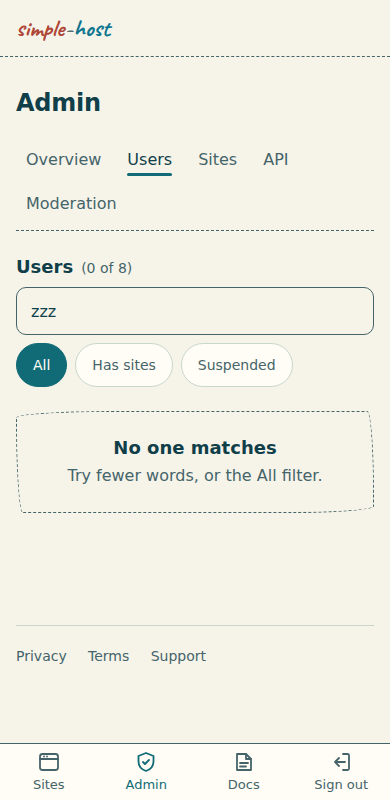 simple-host
Admin
Overview Users Sites API
Moderation
Users (0 of 8)
zzz
All Has sites Suspended
No one matches
Try fewer words, or the All filter.
Privacy Terms Support
Sites Admin Docs Sign out